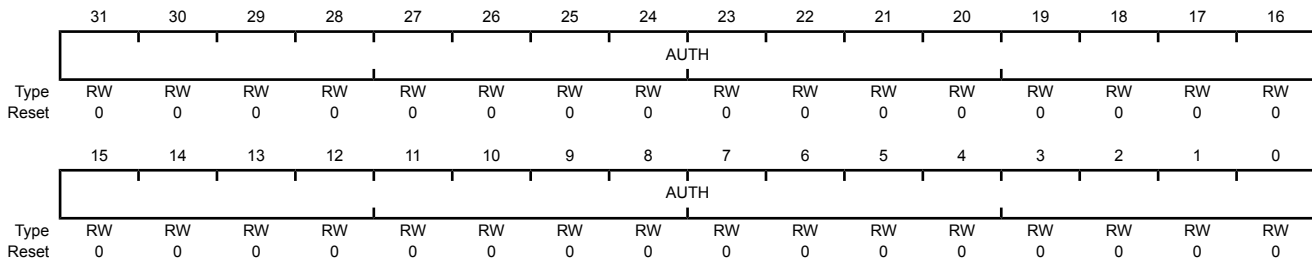 31 30 29 28 27 26 25 24 23 22 21 20 19 18 17 16
AUTH
Type RW RW RW RW RW RW RW RW RW RW RW RW RW RW RW RW
Reset 0 0 0 0 0 0 0 0 0 0 0 0 0 0 0 0
15 14 13 12 11 10 9 8 7 6 5 4 3 2 1 0
AUTH
Type RW RW RW RW RW RW RW RW RW RW RW RW RW RW RW RW
Reset 0 0 0 0 0 0 0 0 0 0 0 0 0 0 0 0